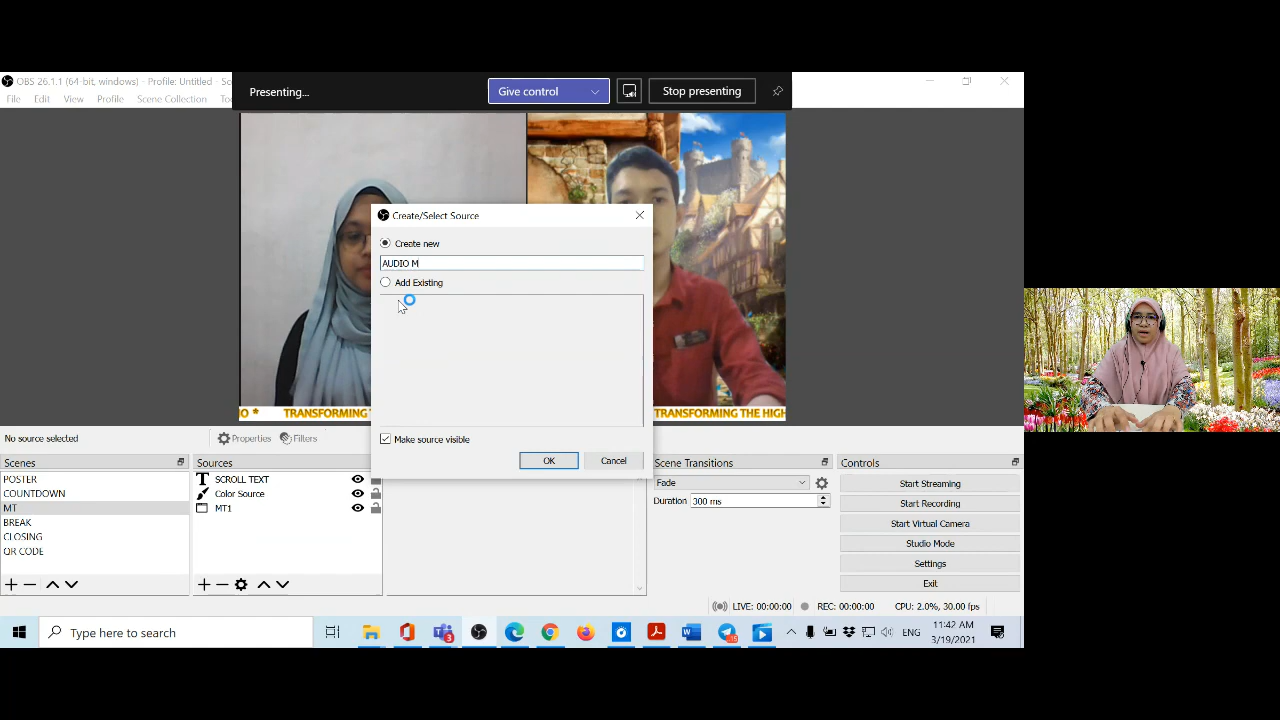 OBS 26.1.1 (64-bit, windows) - Profile: Untitled - Sc
Presenting...
Give control
Stop presenting
File Edit View Profile Scene Collection To
Create/Select Source
Create new
AUDIO M
Add Existing
Make source visible
OK Cancel
O * TRANSFORMING T
TRANSFORMING THE HIGH
No source selected
Properties Filters
Scenes
POSTER
COUNTDOWN
MT
BREAK
CLOSING
QR CODE
Sources
SCROLL TEXT
Color Source
MT1
Scene Transitions
Fade
Duration 300 ms
Controls
Start Streaming
Start Recording
Start Virtual Camera
Studio Mode
Settings
Exit
LIVE: 00:00:00 REC: 00:00:00 CPU: 2.0%, 30.00 fps
Type here to search
3
15
ENG
11:42 AM
3/19/2021